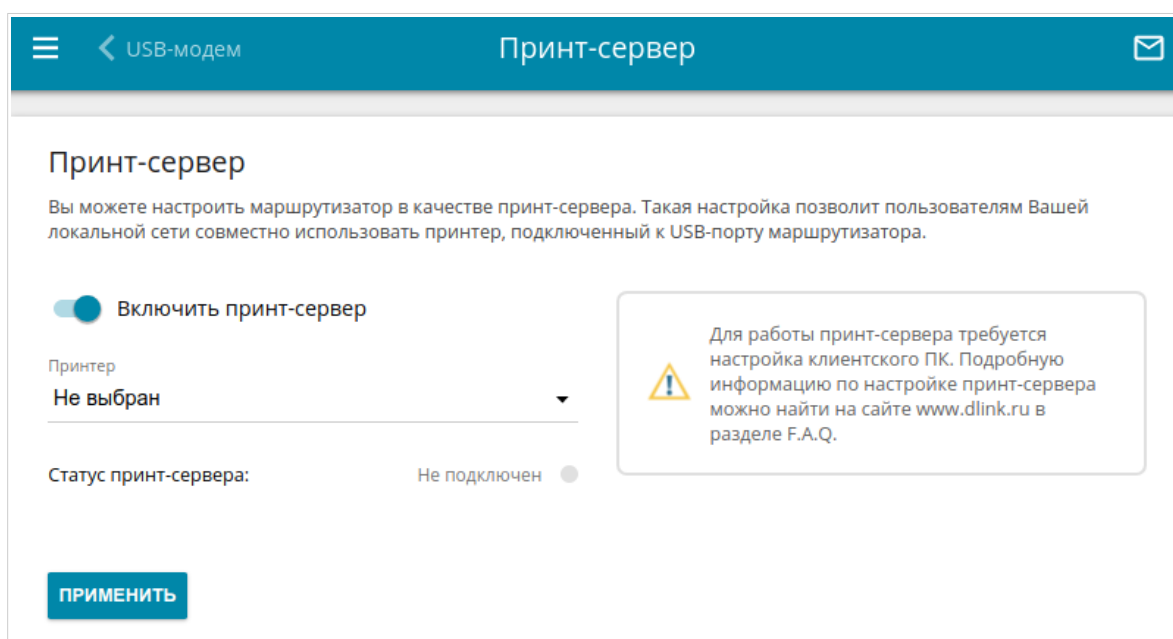 USB-модем
Принт-сервер
Принт-сервер
Вы можете настроить маршрутизатор в качестве принт-сервера. Такая настройка позволит пользователям Вашей
локальной сети совместно использовать принтер, подключенный к USB-порту маршрутизатора.
Включить принт-сервер
Принтер
Не выбран
Статус принт-сервера:
Не подключен
Для работы принт-сервера требуется
настройка клиентского ПК. Подробную
информацию по настройке принт-сервера
можно найти на сайте www.dlink.ru в
разделе F.A.Q.
ПРИМЕНИТЬ